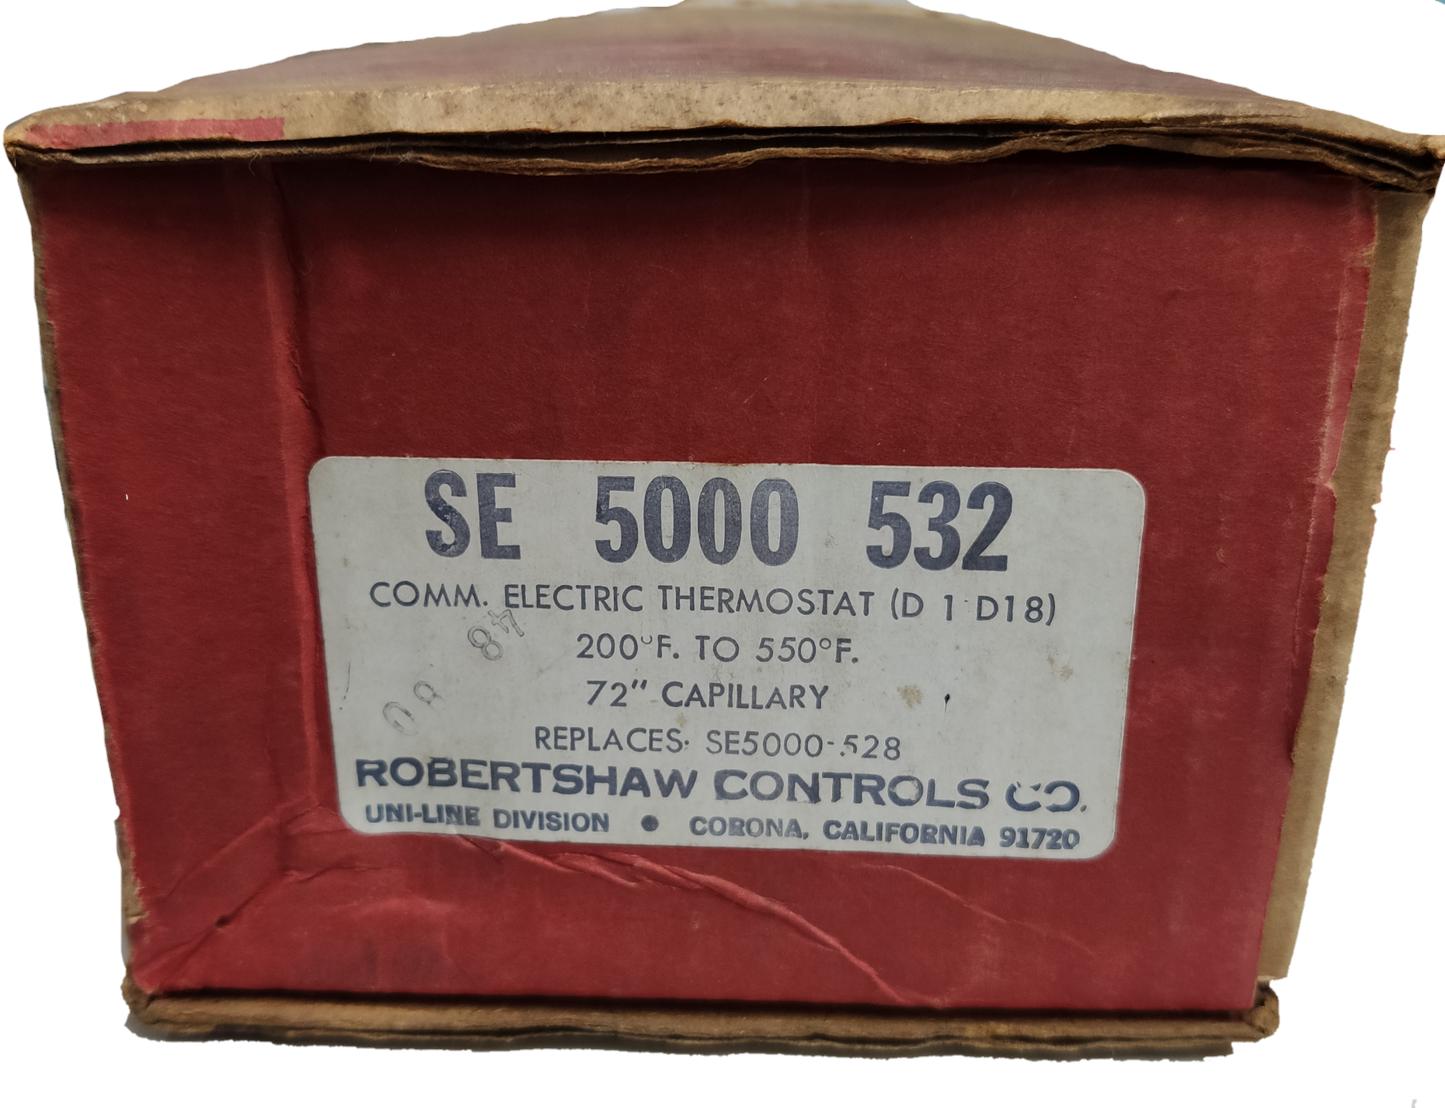 SE 5000 532
COMM. ELECTRIC THERMOSTAT (D 1 D18)
200°F. TO 550°F.
72" CAPILLARY
REPLACES: SE5000-528
ROBERTSHAW CONTROLS CO.
UNI-LINE DIVISION • CORONA, CALIFORNIA 91720